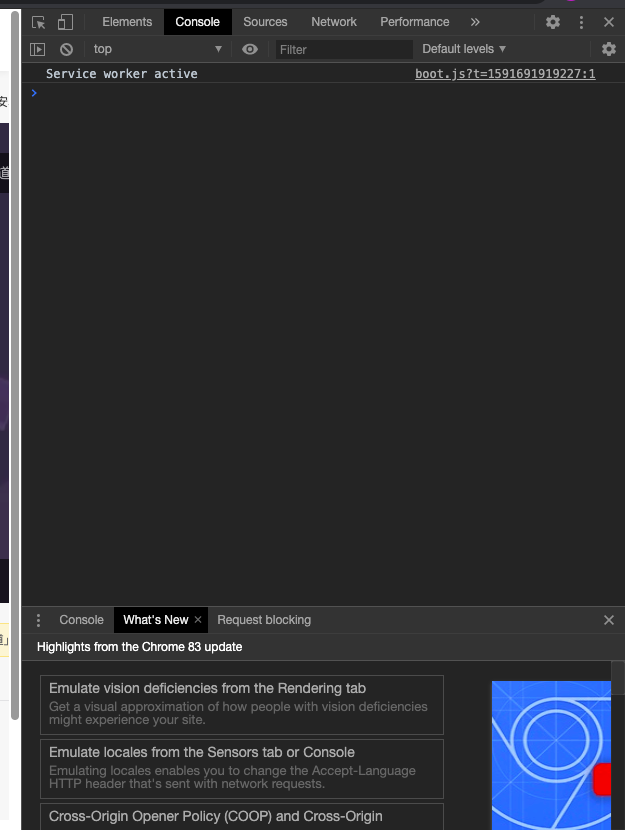 Elements Console Sources Network Performance »
top Filter Default levels
Service worker active boot.js?t=1591691919227:1
安
道
Console What's New × Request blocking
Highlights from the Chrome 83 update
Emulate vision deficiencies from the Rendering tab
Get a visual approximation of how people with vision deficiencies
might experience your site.
Emulate locales from the Sensors tab or Console
Emulating locales enables you to change the Accept-Language
HTTP header that's sent with network requests.
Cross-Origin Opener Policy (COOP) and Cross-Origin